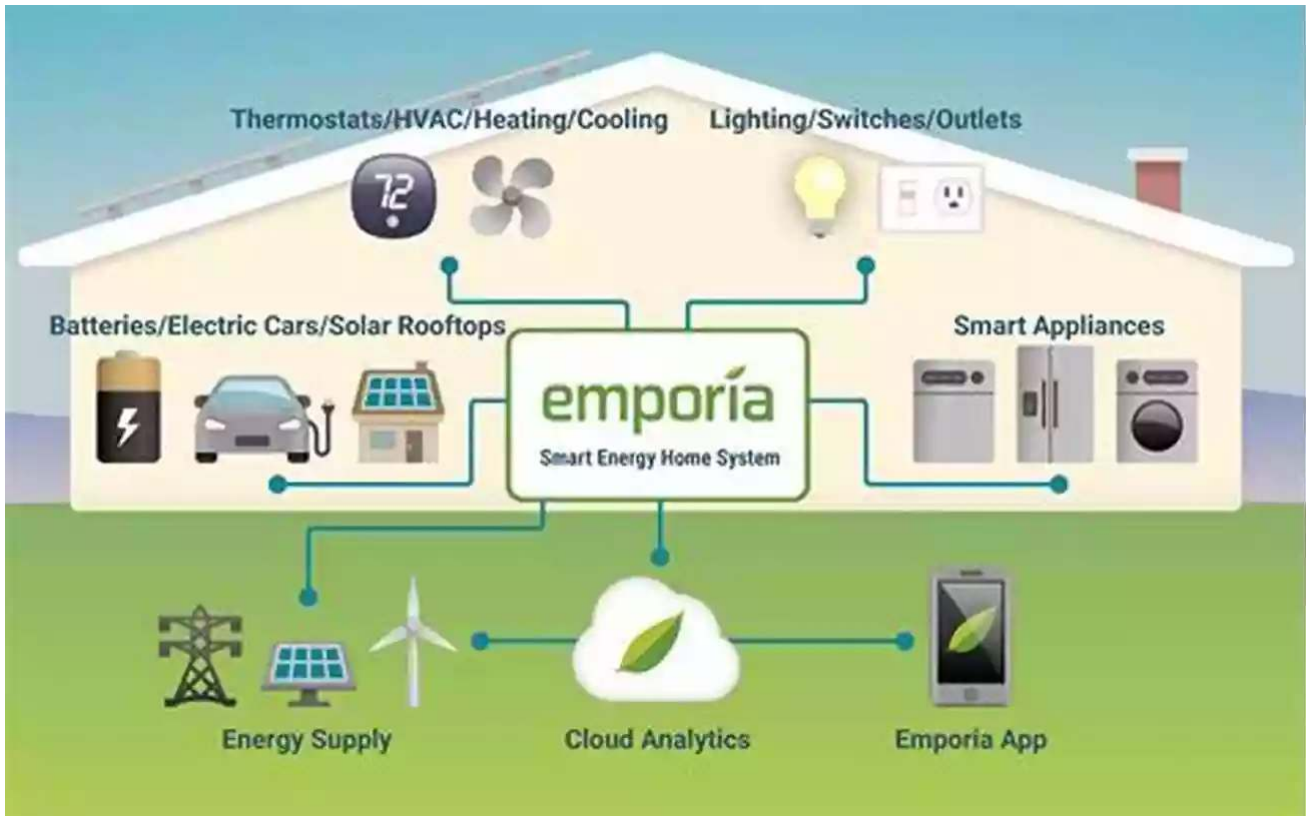 Thermostats/HVAC/Heating/Cooling
Lighting/Switches/Outlets
72
Batteries/Electric Cars/Solar Rooftops
Smart Appliances
emporia
Smart Energy Home System
Energy Supply
Cloud Analytics
Emporia App